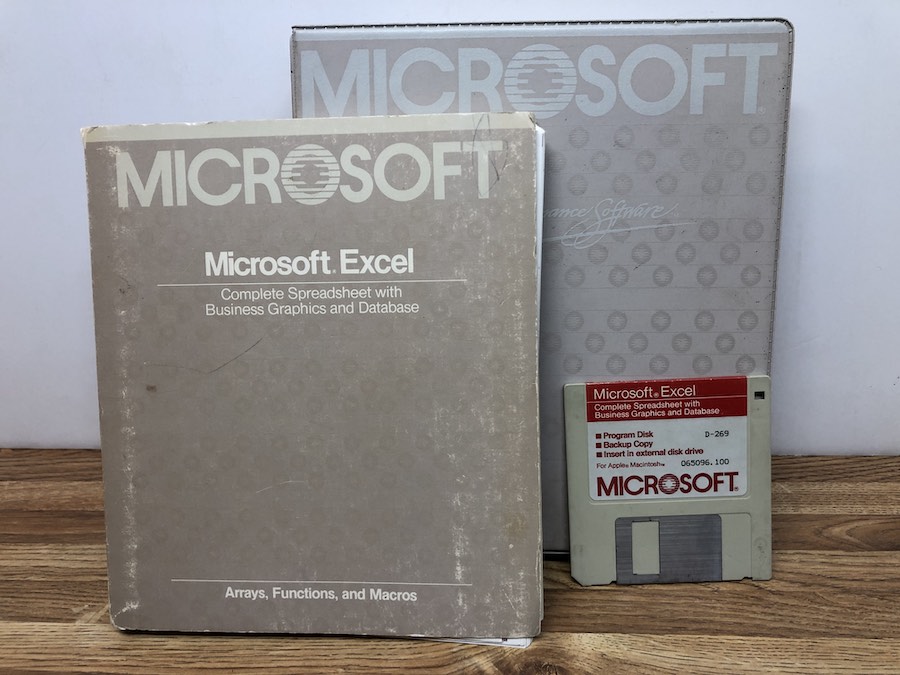 MICROSOFT
Software
MICROSOFT
Microsoft® Excel
Complete Spreadsheet with
Business Graphics and Database
Arrays, Functions, and Macros
Microsoft® Excel
Complete Spreadsheet with
Business Graphics and Database
■ Program Disk D-269
■ Backup Copy
■ Insert in external disk drive
For Apple® Macintosh™ 065096.100
MICROSOFT®